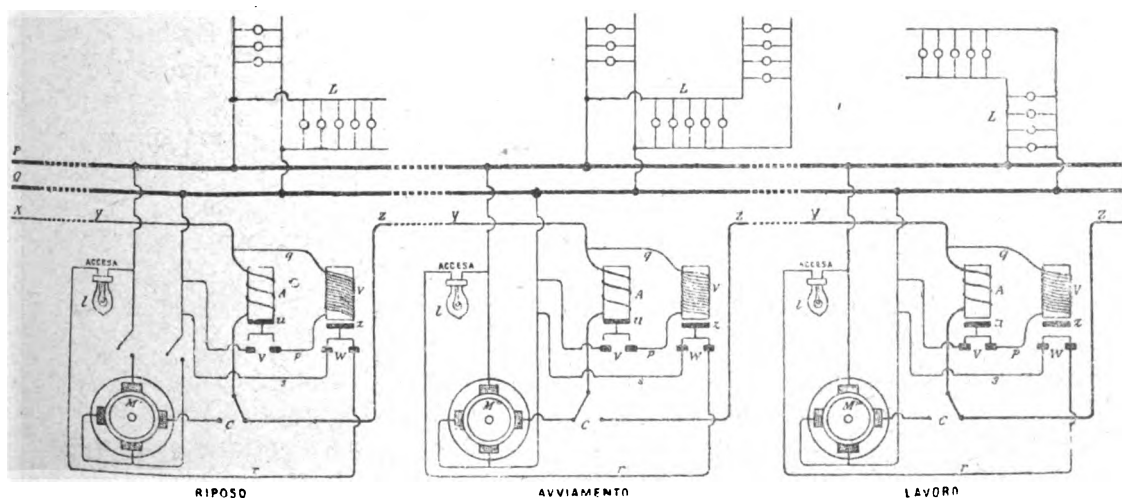 L L L
P
Q
X y z y z y Z
q q q
ACCESA ACCESA ACCESA
l A V l A V l A V
u z u z u z
V p W V p W V p W
s s s
M C M C M C
r r r
RIPOSO AVVIAMENTO LAVORO